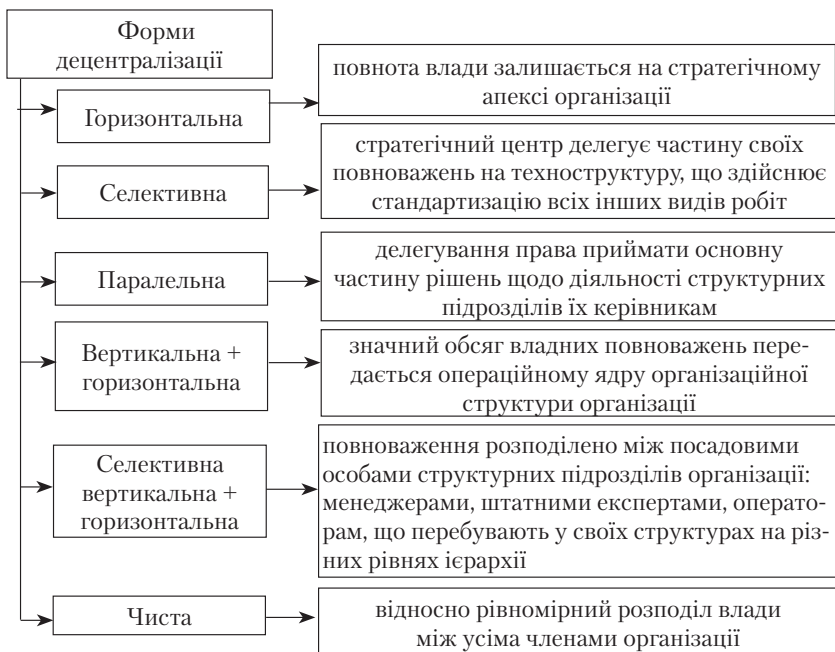 Форми
децентралізації
Горизонтальна
повнота влади залишається на стратегічному
апексі організації
Селективна
стратегічний центр делегує частину своїх
повноважень на техноструктуру, що здійснює
стандартизацію всіх інших видів робіт
Паралельна
делегування права приймати основну
частину рішень щодо діяльності структурних
підрозділів їх керівникам
Вертикальна +
горизонтальна
значний обсяг владних повноважень пере-
дається операційному ядру організаційної
структури організації
Селективна
вертикальна +
горизонтальна
повноваження розподілено між посадовими
особами структурних підрозділів організації:
менеджерами, штатними експертами, операто-
рам, що перебувають у своїх структурах на різ-
них рівнях ієрархії
Чиста
відносно рівномірний розподіл влади
між усіма членами організації